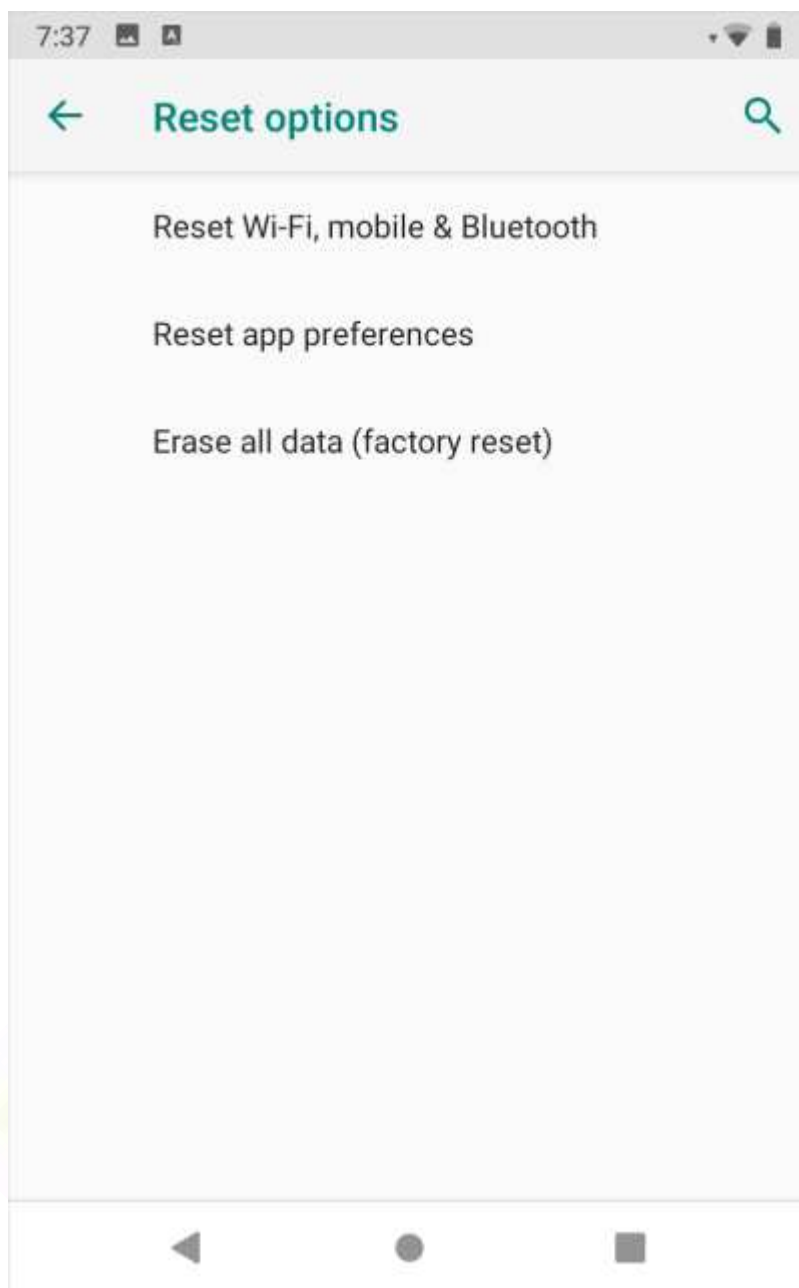 7:37 A
Reset options
Reset Wi-Fi, mobile & Bluetooth
Reset app preferences
Erase all data (factory reset)